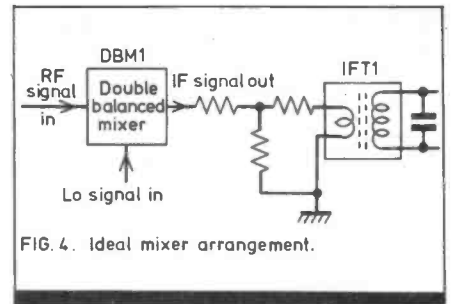 DBM1
RF
signal
in
Double
balanced
mixer
IF signal out
IFT1
Lo signal in
FIG. 4. Ideal mixer arrangement.